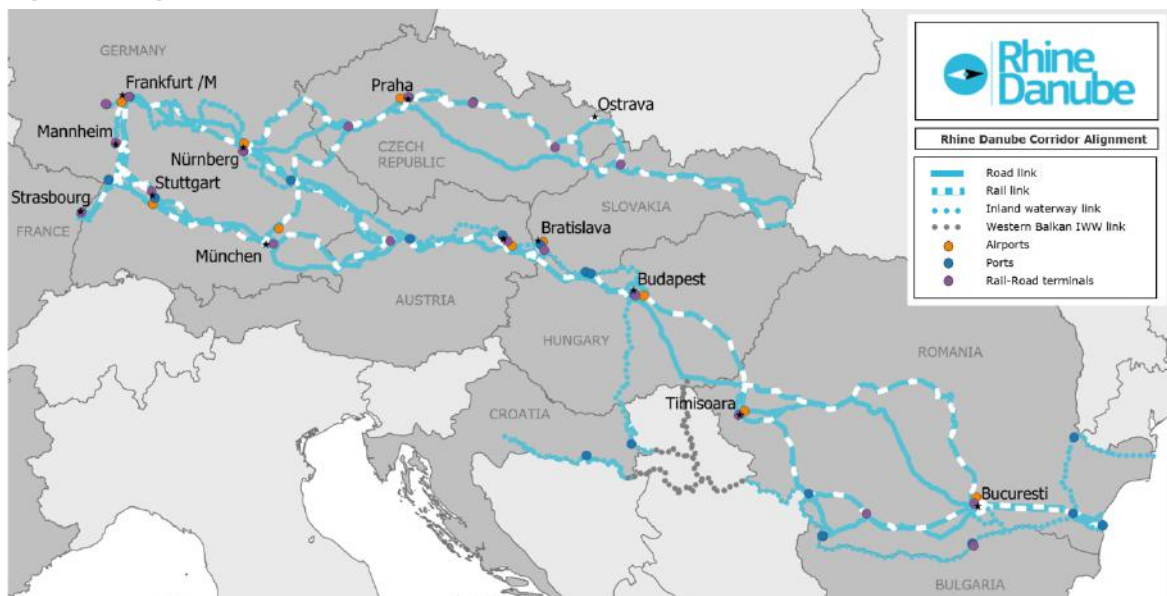 GERMANY
Frankfurt /M
Praha
Ostrava
Mannheim
Nürnberg
CZECH
REPUBLIC
Strasbourg
Stuttgart
SLOVAKIA
FRANCE
München
Bratislava
AUSTRIA
Budapest
HUNGARY
ROMANIA
CROATIA
Timisoara
Bucuresti
BULGARIA
Rhine
Danube
Rhine Danube Corridor Alignment
Road link
Rail link
Inland waterway link
Western Balkan IWW link
Airports
Ports
Rail-Road terminals